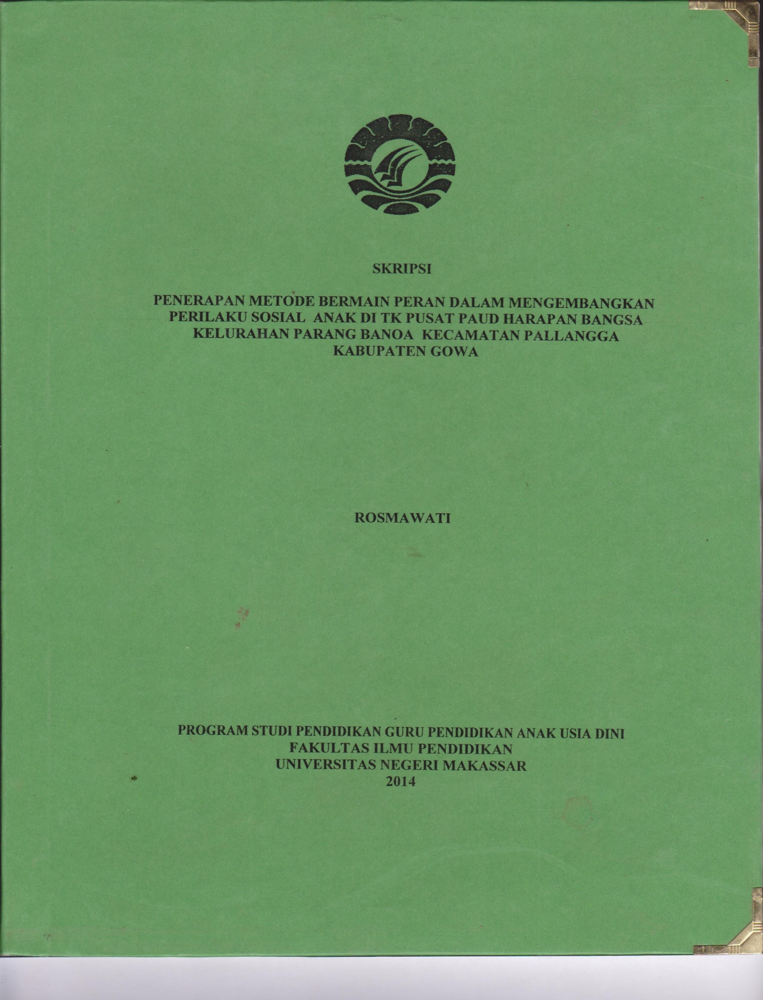 SKRIPSI
PENERAPAN METODE BERMAIN PERAN DALAM MENGEMBANGKAN
PERILAKU SOSIAL ANAK DI TK PUSAT PAUD HARAPAN BANGSA
KELURAHAN PARANG BANOA KECAMATAN PALLANGGA
KABUPATEN GOWA
ROSMAWATI
PROGRAM STUDI PENDIDIKAN GURU PENDIDIKAN ANAK USIA DINI
FAKULTAS ILMU PENDIDIKAN
UNIVERSITAS NEGERI MAKASSAR
2014